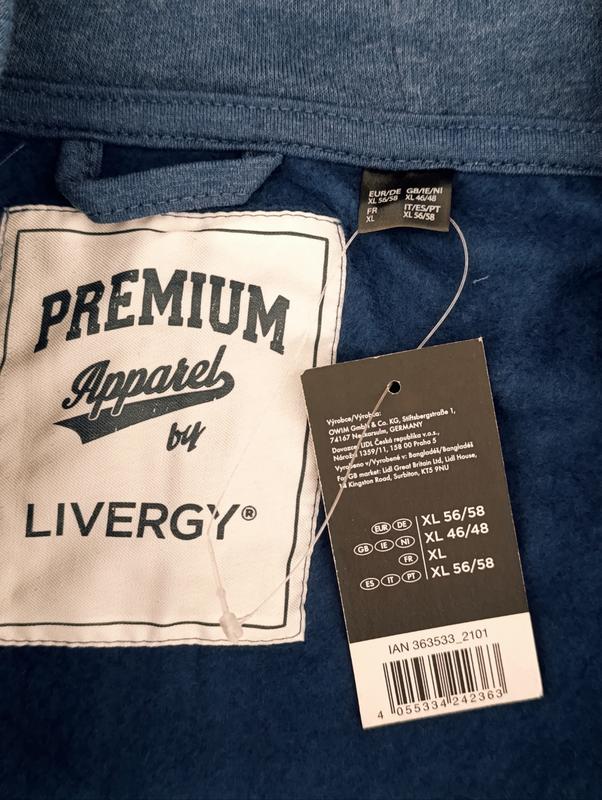 EUR/DE GB/IE/NI
XL 56/58 XL 46/48
FR IT/ES/PT
XL XL 56/58
PREMIUM
Apparel
by
LIVERGY®
Výrobce/Výrobca:
OWIM GmbH & Co. KG, Stiftsbergstraße 1,
74167 Neckarsulm, GERMANY
Dovozce: LIDL Česká republika v.o.s.,
Nárožní 1359/11, 158 00 Praha 5
Vyrobeno v/Vyrobené v: Bangladéš/Bangladéš
For GB market: Lidl Great Britain Ltd, Lidl House,
14 Kingston Road, Surbiton, KT5 9NU
EUR DE XL 56/58
GB IE NI XL 46/48
FR XL
ES IT PT XL 56/58
IAN 363533_2101
4 055334 242363